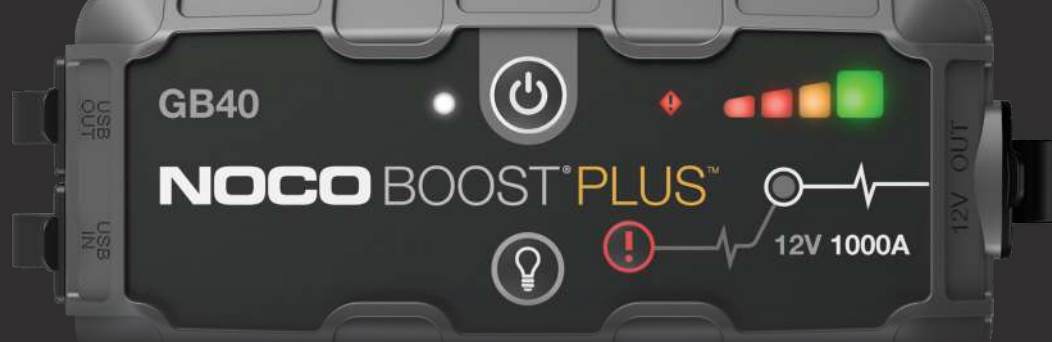 GB40
NOCO BOOST® PLUS™
12V 1000A
USB OUT
USB IN
12V OUT